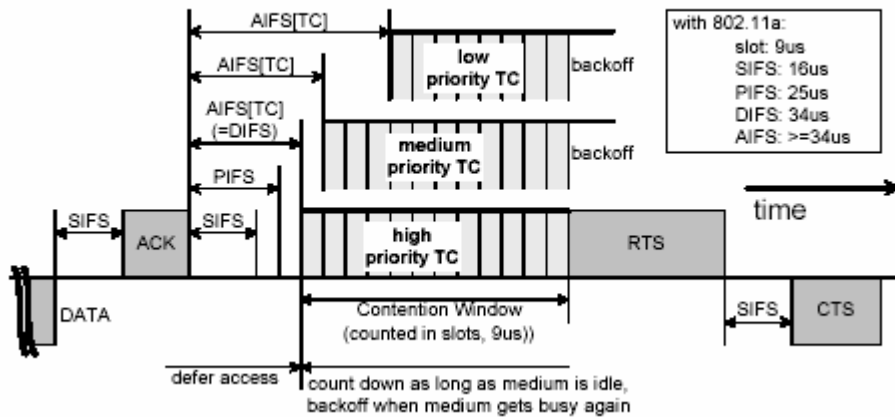 AIFS[TC]
with 802.11a:
slot: 9us
SIFS: 16us
PIFS: 25us
DIFS: 34us
AIFS: >=34us
low
priority TC
backoff
AIFS[TC]
AIFS[TC]
(=DIFS)
medium
priority TC
backoff
PIFS
time
SIFS
ACK
SIFS
high
priority TC
RTS
DATA
Contention Window
(counted in slots, 9us))
SIFS
CTS
defer access
count down as long as medium is idle,
backoff when medium gets busy again